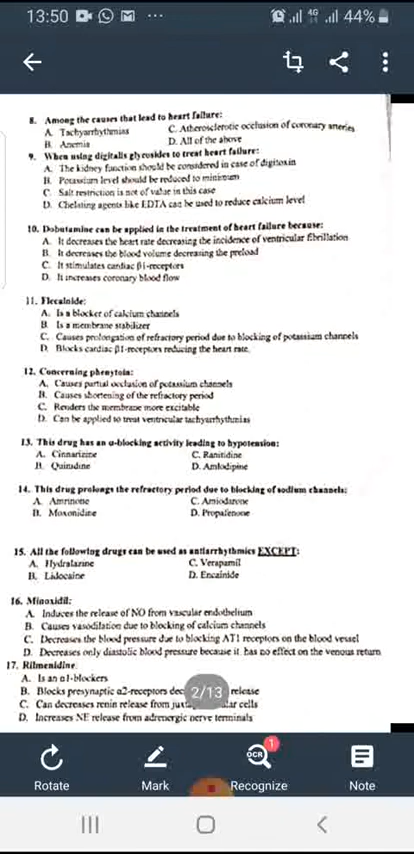 13:50 ... 4G 44%
8. Among the causes that lead to heart failure:
A. Tachyarrhythmias C. Atherosclerotic occlusion of coronary arteries
B. Anemia D. All of the above
9. When using digitalis glycosides to treat heart failure:
A. The kidney function should be considered in case of digitoxin
B. Potassium level should be reduced to minimum
C. Salt restriction is not of value in this case
D. Chelating agents like EDTA can be used to reduce calcium level
10. Dobutamine can be applied in the treatment of heart failure because:
A. It decreases the heart rate decreasing the incidence of ventricular fibrillation
B. It decreases the blood volume decreasing the preload
C. It stimulates cardiac β1-receptors
D. It increases coronary blood flow
11. Flecainide:
A. Is a blocker of calcium channels
B. Is a membrane stabilizer
C. Causes prolongation of refractory period due to blocking of potassium channels
D. Blocks cardiac β1-receptors reducing the heart rate.
12. Concerning phenytoin:
A. Causes partial occlusion of potassium channels
B. Causes shortening of the refractory period
C. Renders the membrane more excitable
D. Can be applied to treat ventricular tachyarrhythmias
13. This drug has an α-blocking activity leading to hypotension:
A. Cinnarizine C. Ranitidine
B. Quinidine D. Amlodipine
14. This drug prolongs the refractory period due to blocking of sodium channels:
A. Amrinone C. Amiodarone
B. Moxonidine D. Propafenone
15. All the following drugs can be used as antiarrhythmics EXCEPT:
A. Hydralazine C. Verapamil
B. Lidocaine D. Encainide
16. Minoxidil:
A. Induces the release of NO from vascular endothelium
B. Causes vasodilation due to blocking of calcium channels
C. Decreases the blood pressure due to blocking AT1 receptors on the blood vessel
D. Decreases only diastolic blood pressure because it has no effect on the venous return
17. Rilmenidine:
A. Is an α1-blockers
B. Blocks presynaptic α2-receptors dec 2/13 release
C. Can decreases renin release from cells
D. Increases NE release from adrenergic nerve terminals
OCR 1
Rotate Mark Recognize Note